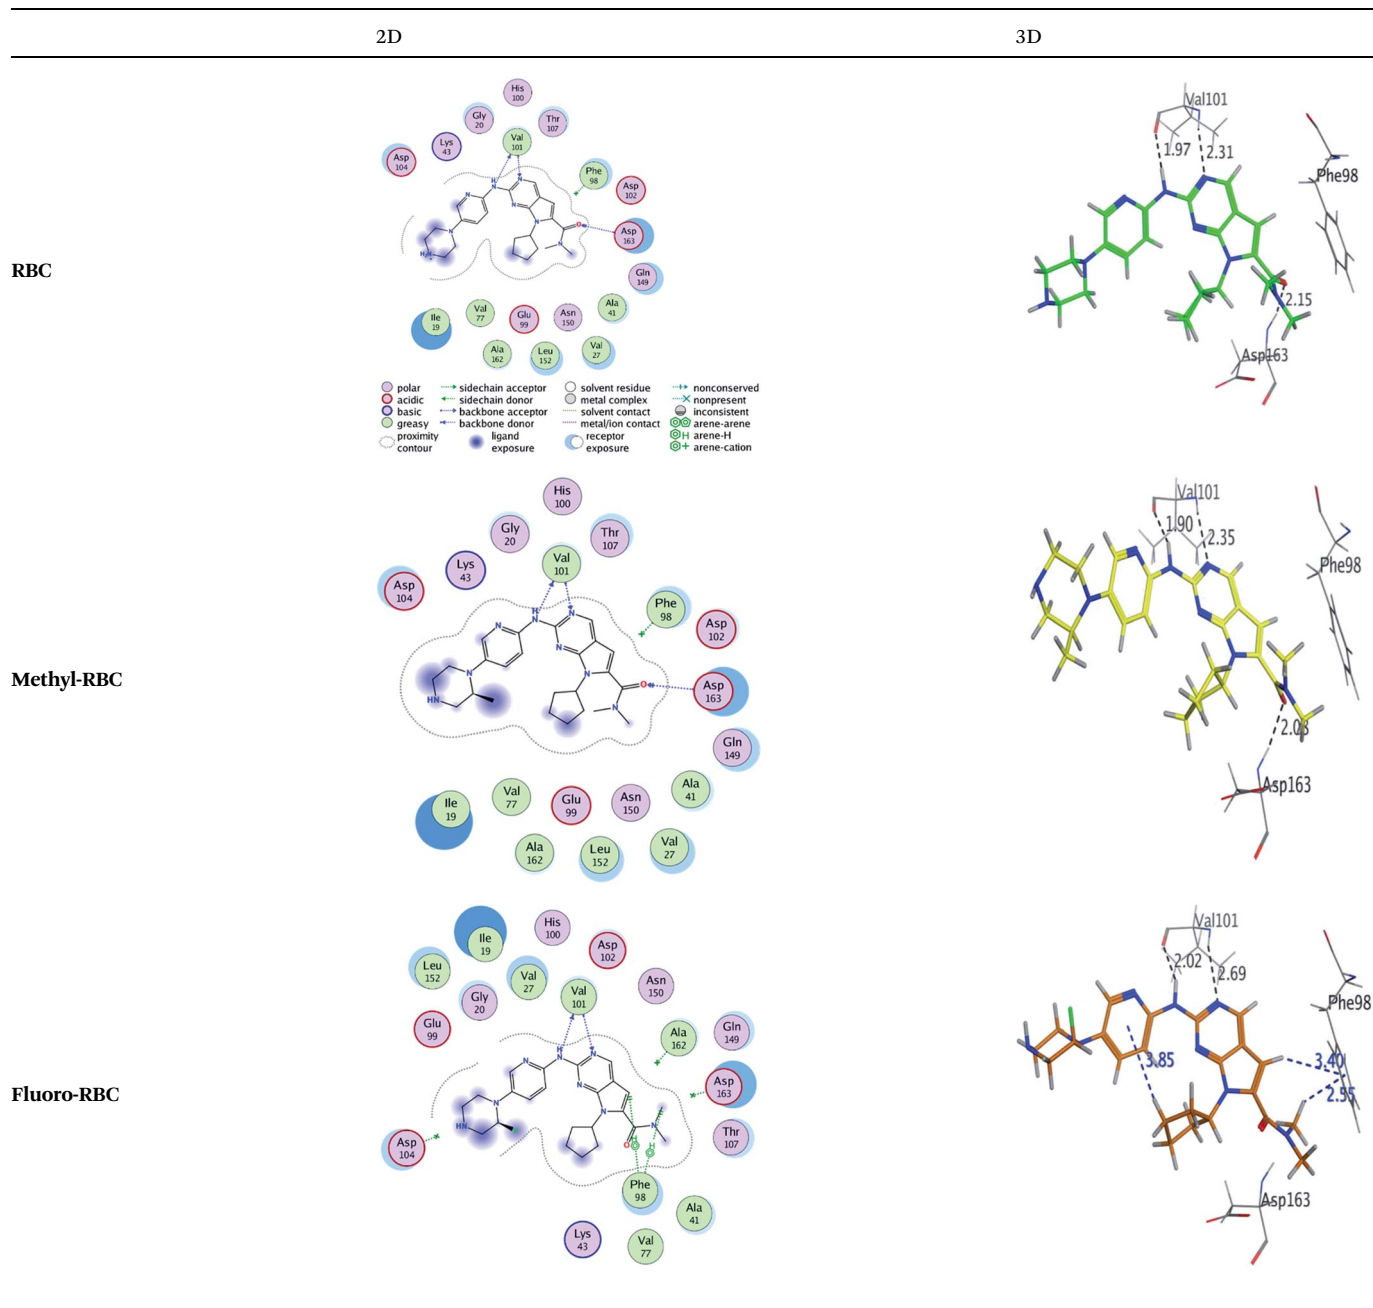 2D 3D
RBC
His 100
Gly 20
Thr 107
Val 101
Lys 43
Asp 104
Phe 98
Asp 102
Asp 163
Gln 149
Ala 41
Ile 19
Val 77
Glu 99
Asn 150
Ala 162
Leu 152
Val 27
N
H
N
N
N
N
N
N
O
H₂N
polar
acidic
basic
greasy
proximity contour
sidechain acceptor
sidechain donor
backbone acceptor
backbone donor
ligand exposure
solvent residue
metal complex
solvent contact
metal/ion contact
receptor exposure
nonconserved
nonpresent
inconsistent
arene-arene
arene-H
arene-cation
Val101
1.97
2.31
Phe98
2.15
Asp163
Methyl-RBC
His 100
Gly 20
Thr 107
Val 101
Lys 43
Asp 104
Phe 98
Asp 102
Asp 163
Gln 149
Ala 41
Ile 19
Val 77
Glu 99
Asn 150
Ala 162
Leu 152
Val 27
H
N
N
N
N
N
N
HN
O
N
Val101
1.90
2.35
Phe98
2.08
Asp163
Fluoro-RBC
Ile 19
His 100
Asp 102
Leu 152
Val 27
Val 101
Asn 150
Gly 20
Glu 99
Ala 162
Gln 149
Asp 163
Asp 104
Thr 107
Phe 98
Ala 41
Lys 43
Val 77
H
N
N
N
N
N
N
HN
O
N
H
H
Val101
2.02
2.69
Phe98
3.85
3.40
2.55
Asp163